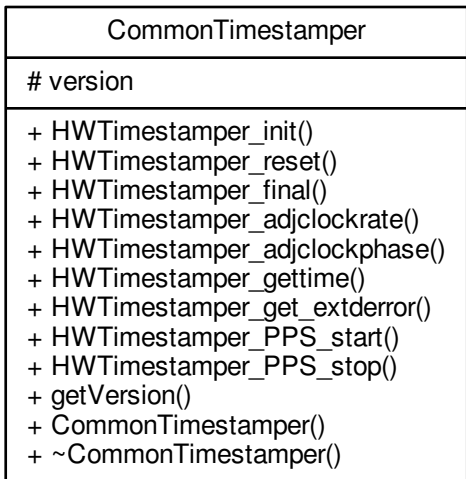 CommonTimestamper
# version
+ HWTimestamper_init()
+ HWTimestamper_reset()
+ HWTimestamper_final()
+ HWTimestamper_adjclockrate()
+ HWTimestamper_adjclockphase()
+ HWTimestamper_gettime()
+ HWTimestamper_get_extderror()
+ HWTimestamper_PPS_start()
+ HWTimestamper_PPS_stop()
+ getVersion()
+ CommonTimestamper()
+ ~CommonTimestamper()